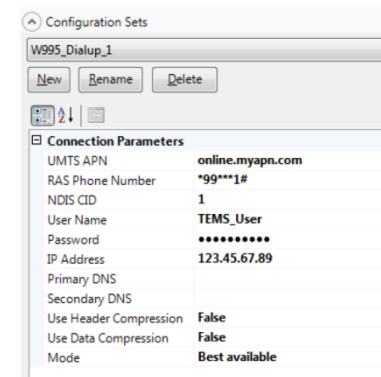 Configuration Sets
W995_Dialup_1
New Rename Delete
Connection Parameters
UMTS APN online.myapn.com
RAS Phone Number *99***1#
NDIS CID 1
User Name TEMS_User
Password ●●●●●●●●●●
IP Address 123.45.67.89
Primary DNS
Secondary DNS
Use Header Compression False
Use Data Compression False
Mode Best available